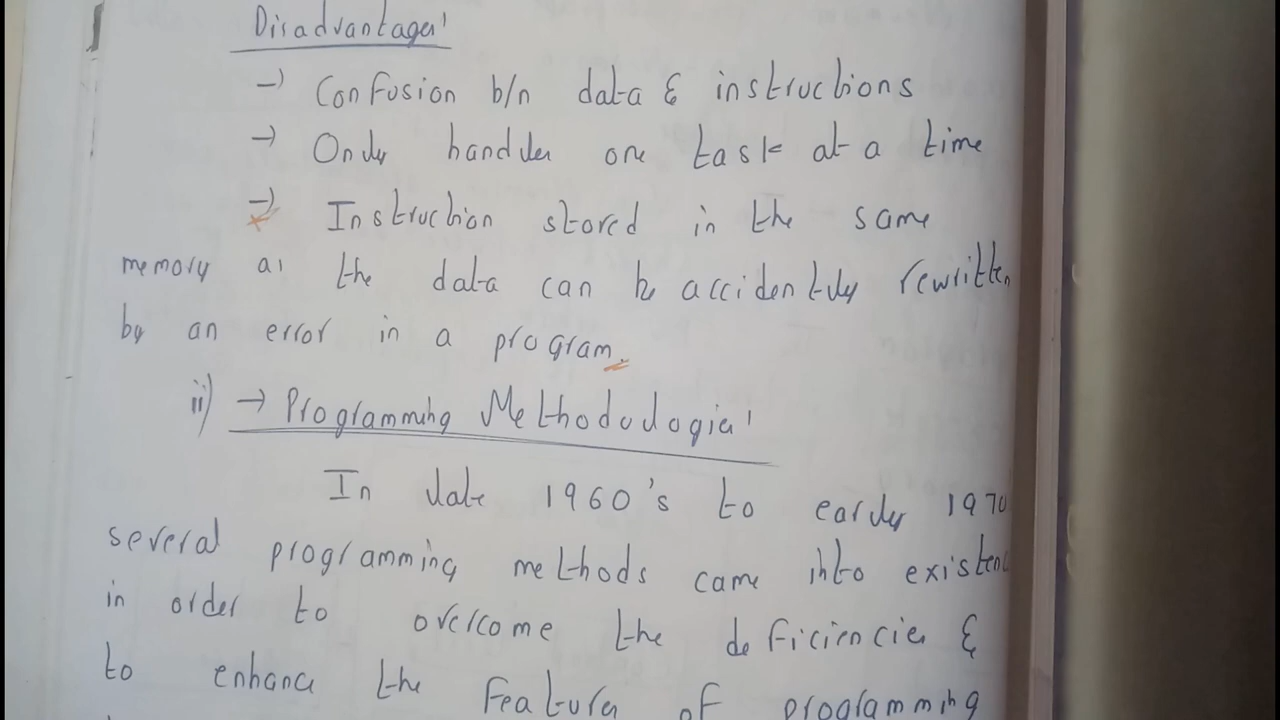 Disadvantages'
→ Confusion b/n data & instructions
→ Only handles one task at a time
→ Instruction stored in the same
memory as the data can be accidently rewritten
by an error in a program.
ii) → Programming Methodologies'
In late 1960's to early 1970
several programming methods came into existenc
in order to overcome the deficiencies &
to enhance the features of programming